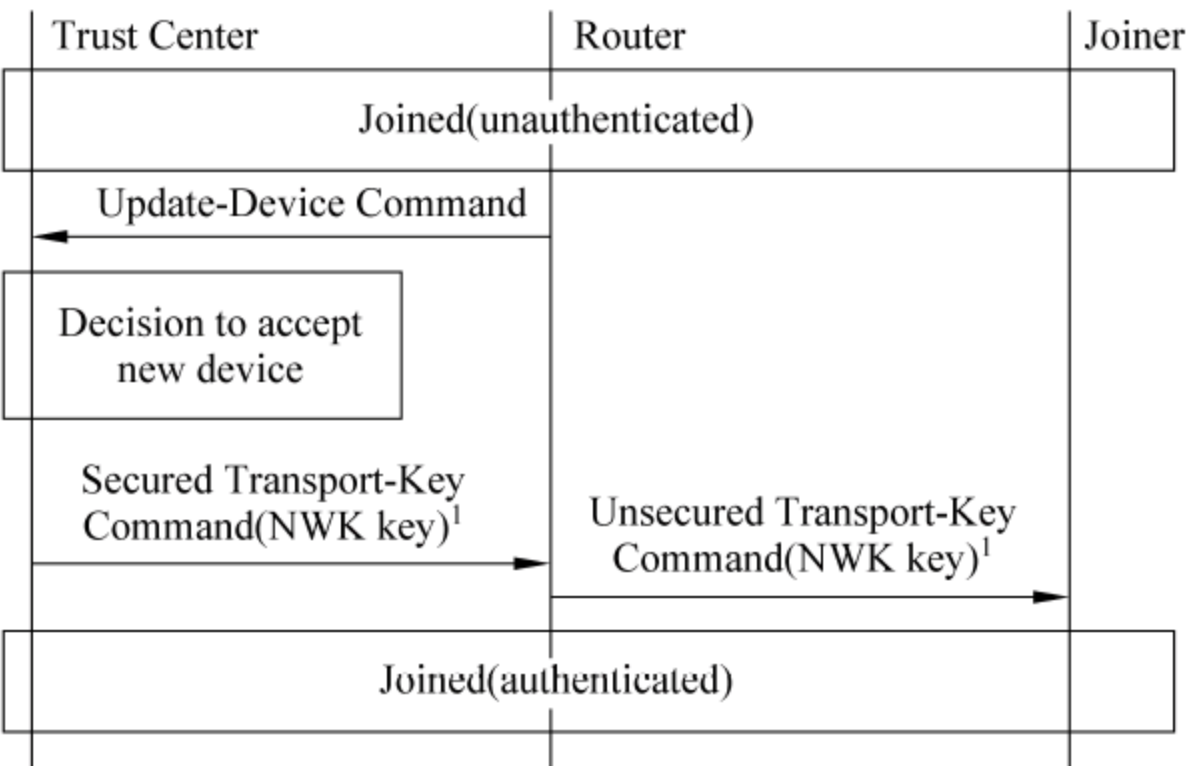 Trust Center
Router
Joiner
Joined(unauthenticated)
Update-Device Command
Decision to accept
new device
Secured Transport-Key
Command(NWK key)¹
Unsecured Transport-Key
Command(NWK key)¹
Joined(authenticated)